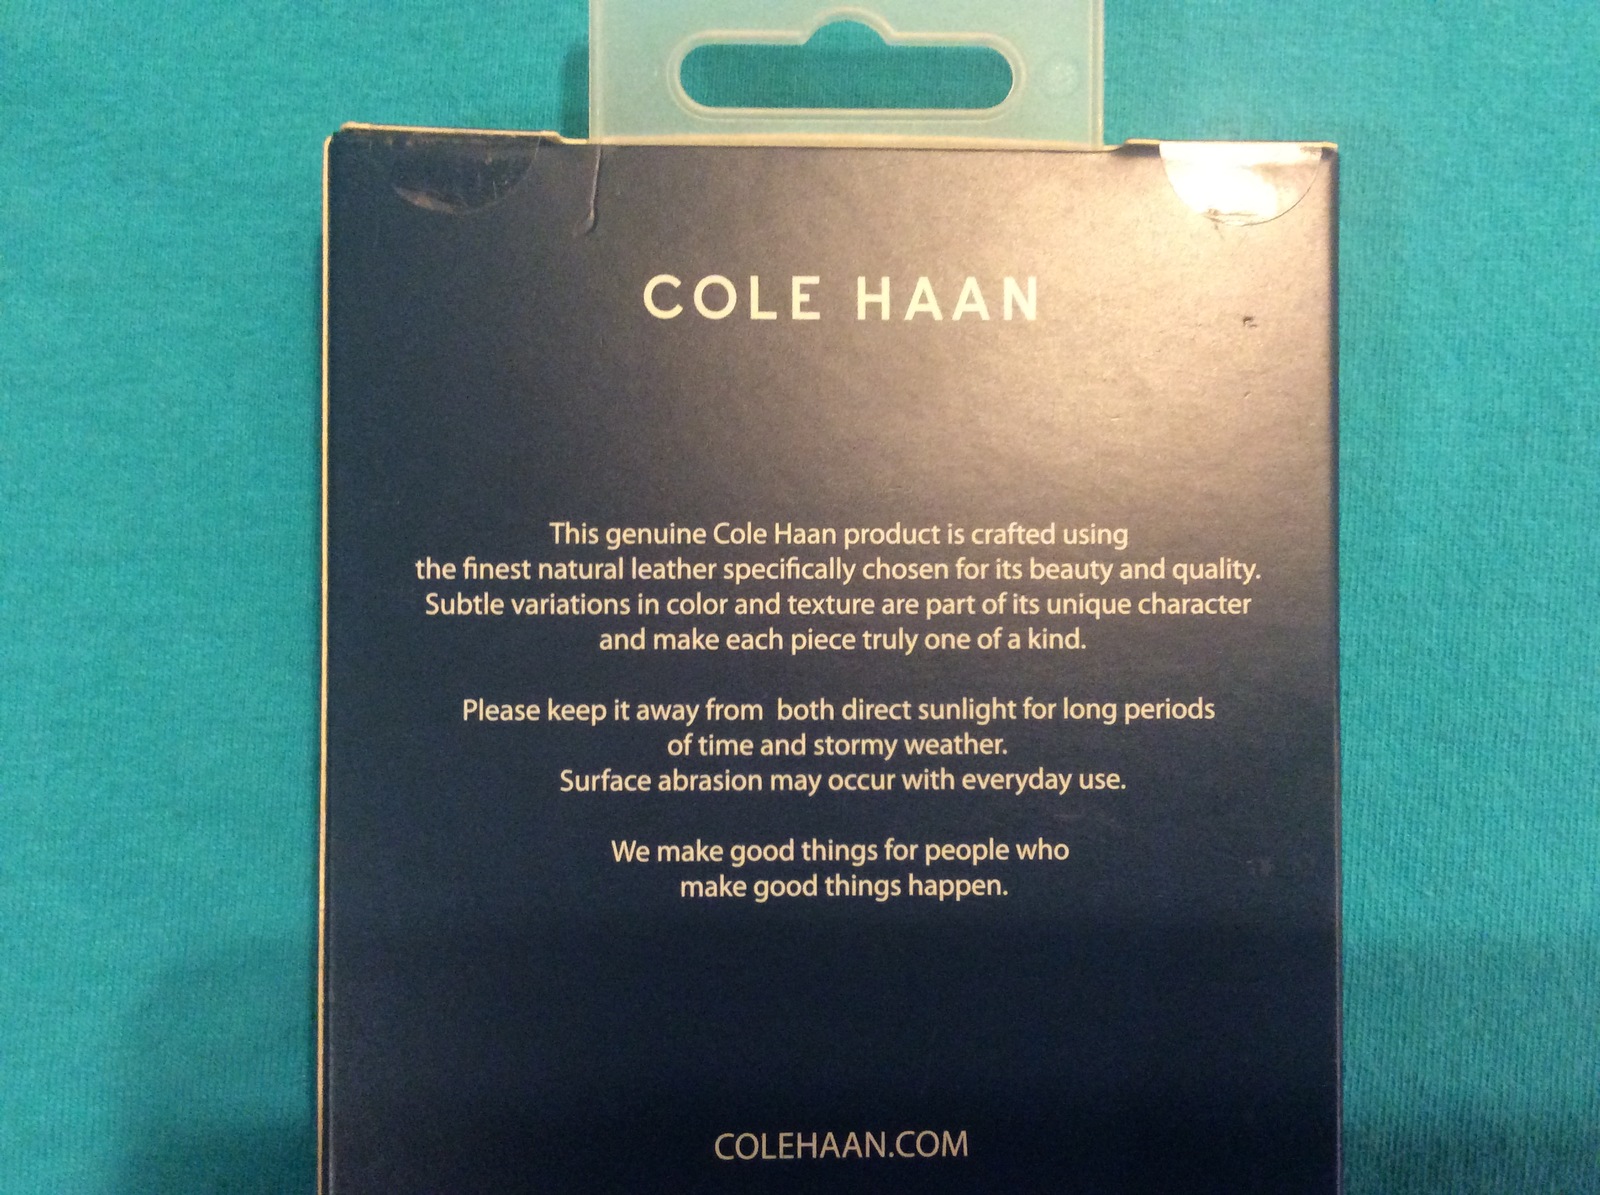 COLE HAAN
This genuine Cole Haan product is crafted using
the finest natural leather specifically chosen for its beauty and quality.
Subtle variations in color and texture are part of its unique character
and make each piece truly one of a kind.
Please keep it away from  both direct sunlight for long periods
of time and stormy weather.
Surface abrasion may occur with everyday use.
We make good things for people who
make good things happen.
COLEHAAN.COM